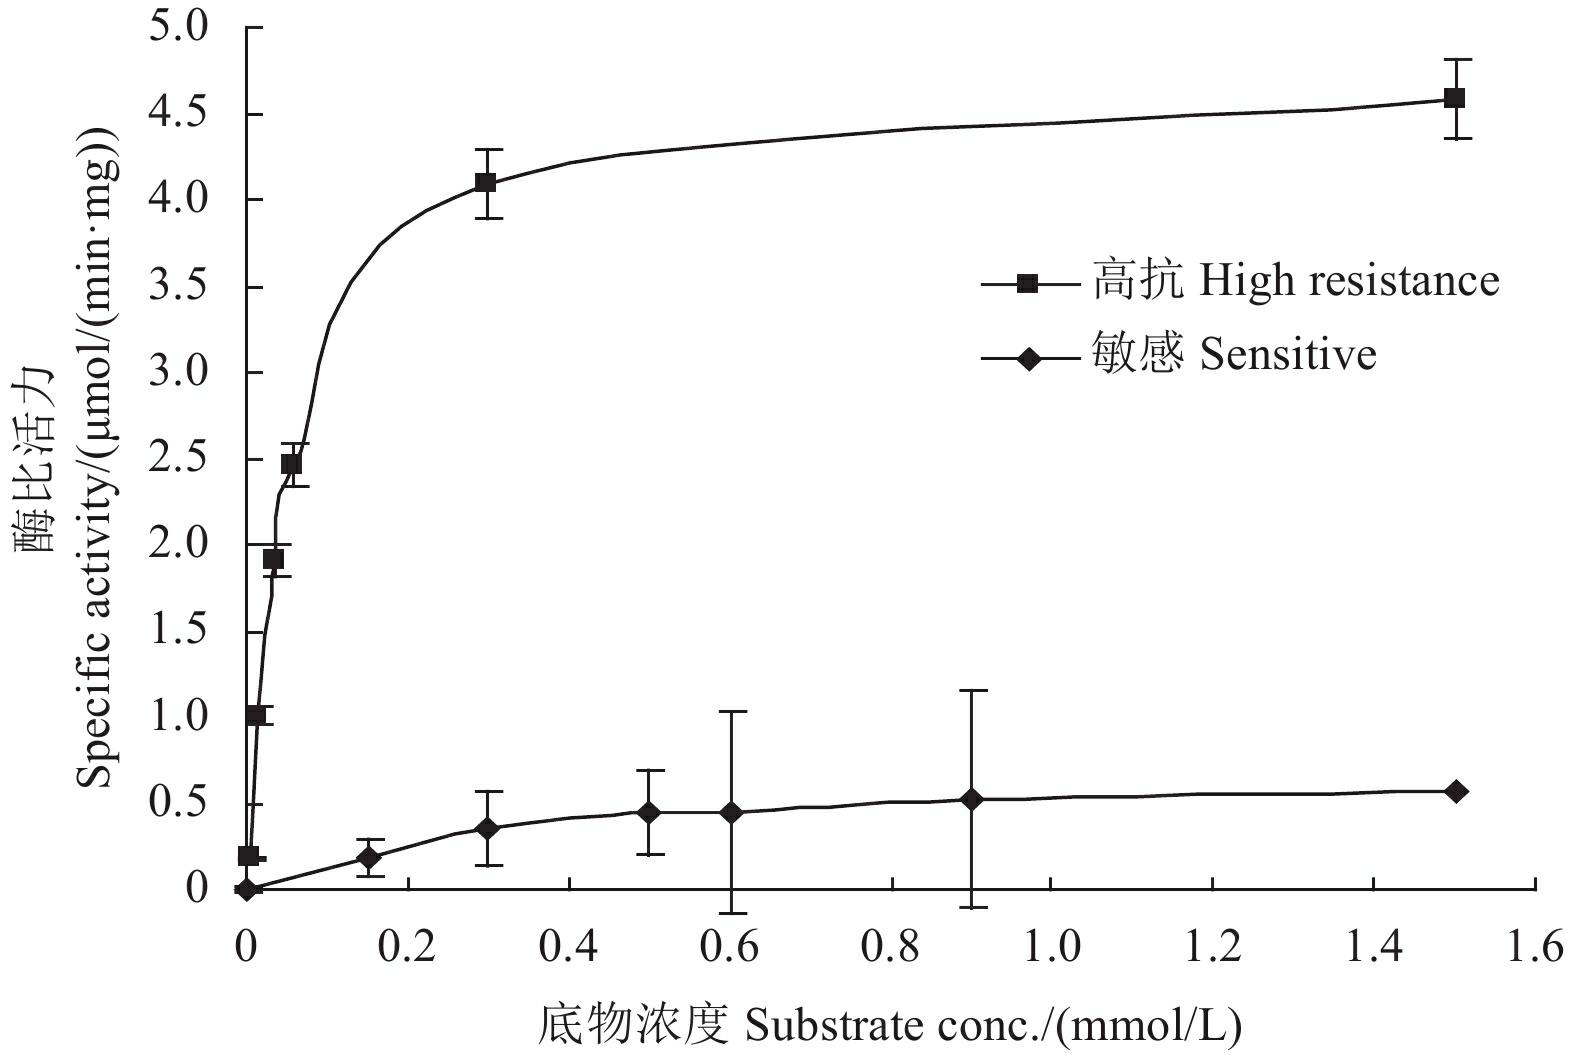 5.0
4.5
4.0
3.5
3.0
2.5
2.0
1.5
1.0
0.5
0
酶比活力
Specific activity/(μmol/(min·mg))
高抗 High resistance
敏感 Sensitive
0 0.2 0.4 0.6 0.8 1.0 1.2 1.4 1.6
底物浓度 Substrate conc./(mmol/L)